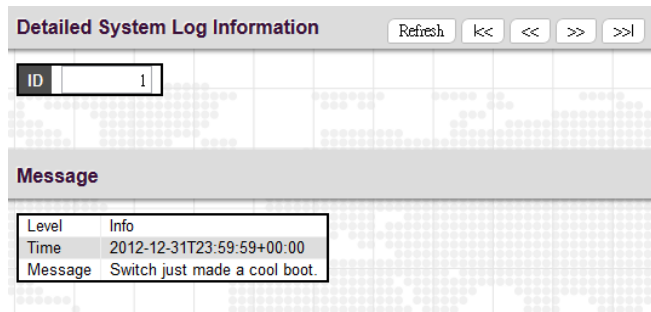 Detailed System Log Information Refresh |<< << >> >>|
ID 1
Message
Level Info
Time 2012-12-31T23:59:59+00:00
Message Switch just made a cool boot.